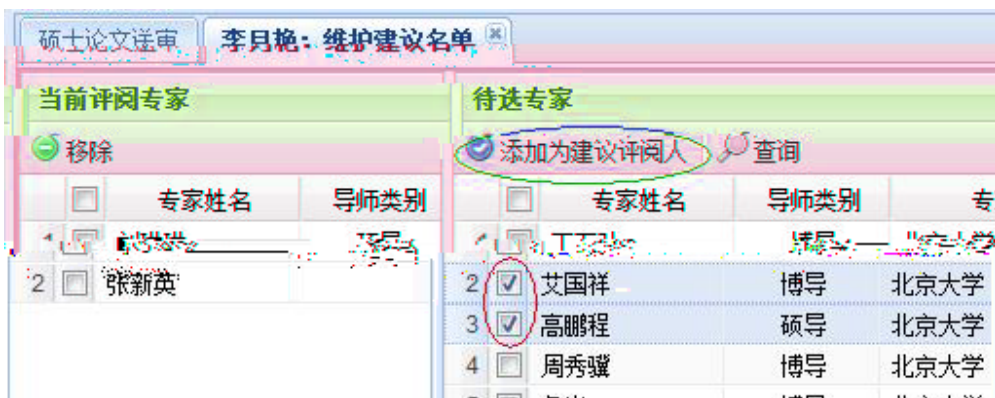 硕士论文送审 李月艳：维护建议名单
当前评阅专家 待选专家
移除 添加为建议评阅人 查询
专家姓名 导师类别 专家姓名 导师类别 专
2 张新英 2 艾国祥 博导 北京大学
3 高鹏程 硕导 北京大学
4 周秀骥 博导 北京大学